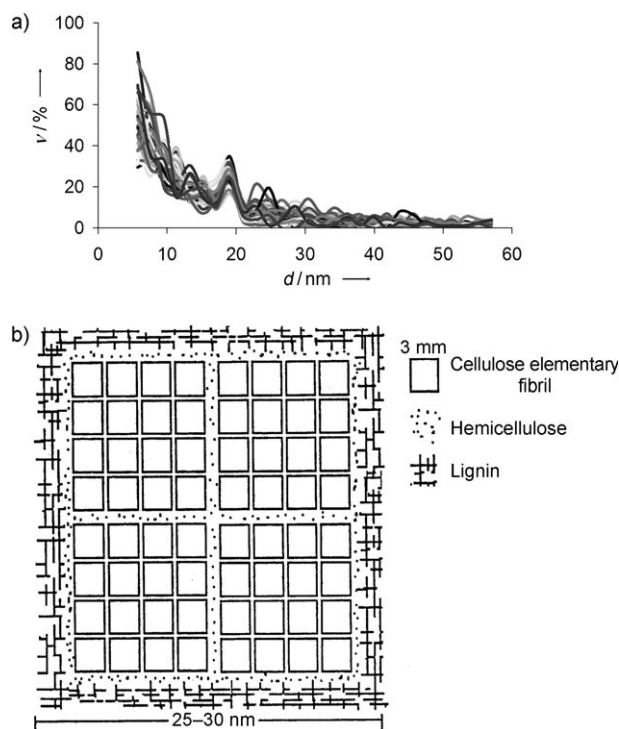 a)
100
80
60
40
20
0
ν / %
0 10 20 30 40 50 60
d / nm
b)
3 mm
Cellulose elementary
fibril
Hemicellulose
Lignin
25–30 nm